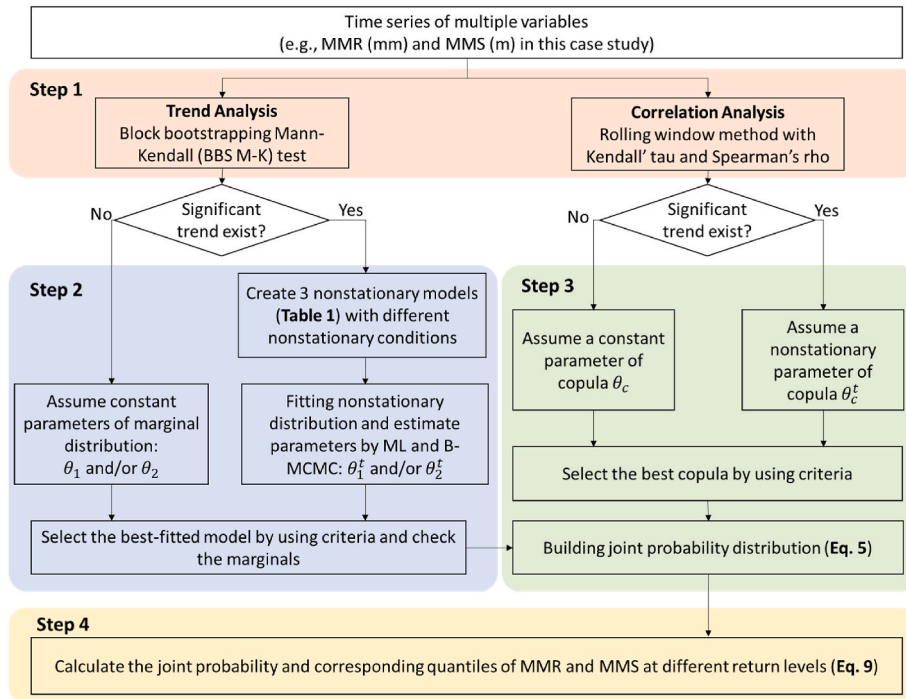 Time series of multiple variables
(e.g., MMR (mm) and MMS (m) in this case study)
Step 1
Trend Analysis
Block bootstrapping Mann-
Kendall (BBS M-K) test
Correlation Analysis
Rolling window method with
Kendall' tau and Spearman's rho
No
Significant
trend exist?
Yes
No
Significant
trend exist?
Yes
Step 2
Create 3 nonstationary models
(Table 1) with different
nonstationary conditions
Assume constant
parameters of marginal
distribution:
θ₁ and/or θ₂
Fitting nonstationary
distribution and estimate
parameters by ML and B-
MCMC: θ₁ᵗ and/or θ₂ᵗ
Select the best-fitted model by using criteria and check
the marginals
Step 3
Assume a constant
parameter of
copula θ_c
Assume a
nonstationary
parameter of
copula θ_c^t
Select the best copula by using criteria
Building joint probability distribution (Eq. 5)
Step 4
Calculate the joint probability and corresponding quantiles of MMR and MMS at different return levels (Eq. 9)